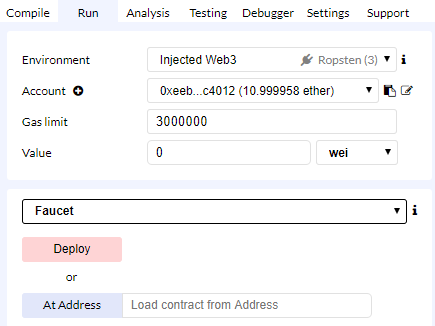 Compile Run Analysis Testing Debugger Settings Support
Environment Injected Web3 Ropsten (3)
Account 0xeeb...c4012 (10.999958 ether)
Gas limit 3000000
Value 0 wei
Faucet
Deploy
or
At Address Load contract from Address